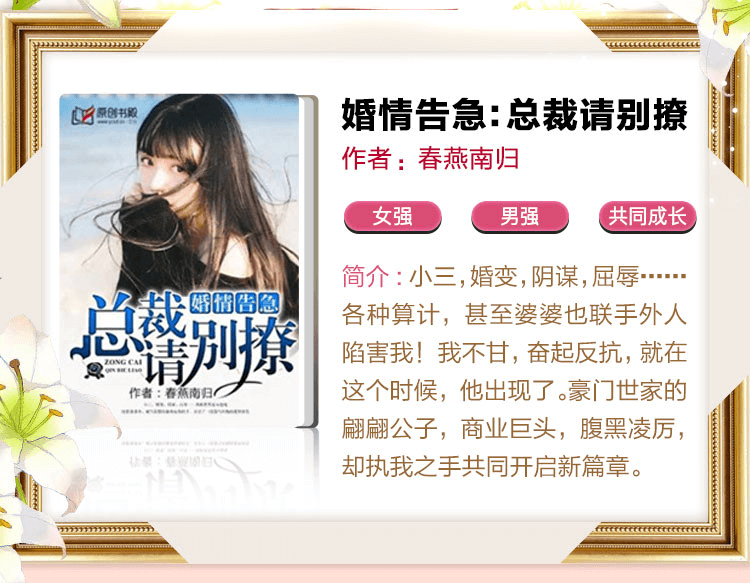 婚情告急：总裁请别撩
作者：春燕南归
女强 男强 共同成长
简介：小三，婚变，阴谋，屈辱……
各种算计，甚至婆婆也联手外人
陷害我！我不甘，奋起反抗，就在
这个时候，他出现了。豪门世家的
翩翩公子，商业巨头，腹黑凌厉，
却执我之手共同开启新篇章。
原创书殿
婚情告急
总裁
请别撩
ZONG CAI
QIN BIE LIAO
作者：春燕南归